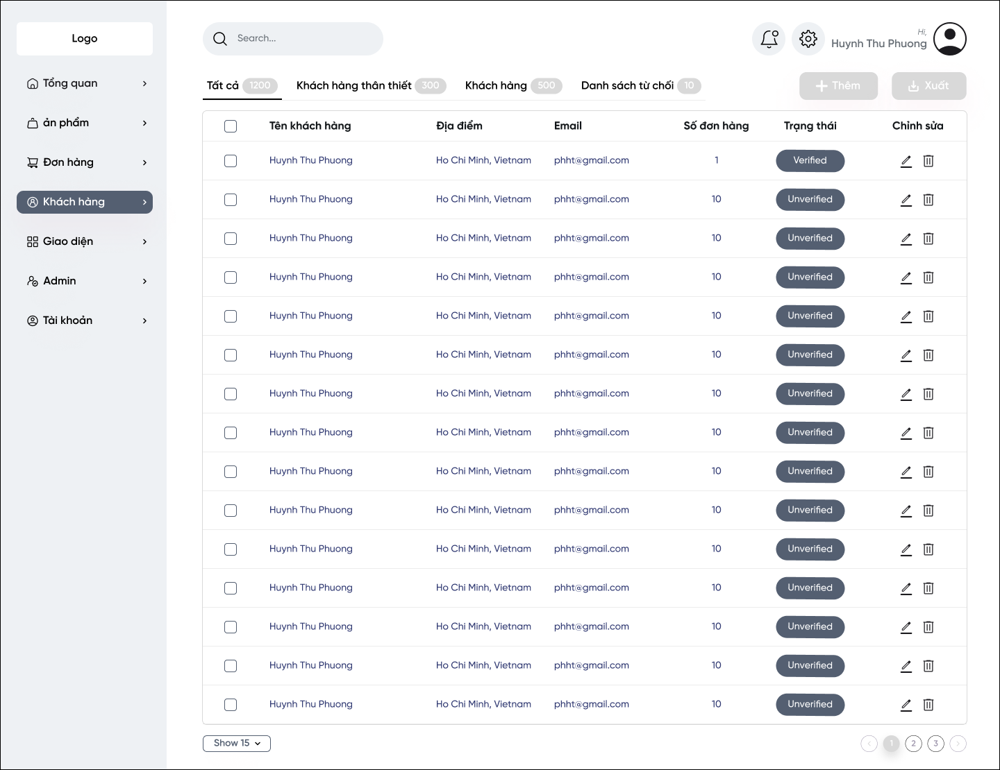 Logo
Tổng quan
ản phẩm
Đơn hàng
Khách hàng
Giao diện
Admin
Tài khoản
Search...
Hi,
Huynh Thu Phuong
Tất cả 1200 Khách hàng thân thiết 300 Khách hàng 500 Danh sách từ chối 10
Thêm Xuất
Tên khách hàng Địa điểm Email Số đơn hàng Trạng thái Chỉnh sửa
Huynh Thu Phuong Ho Chi Minh, Vietnam phht@gmail.com 1 Verified
Huynh Thu Phuong Ho Chi Minh, Vietnam phht@gmail.com 10 Unverified
Huynh Thu Phuong Ho Chi Minh, Vietnam phht@gmail.com 10 Unverified
Huynh Thu Phuong Ho Chi Minh, Vietnam phht@gmail.com 10 Unverified
Huynh Thu Phuong Ho Chi Minh, Vietnam phht@gmail.com 10 Unverified
Huynh Thu Phuong Ho Chi Minh, Vietnam phht@gmail.com 10 Unverified
Huynh Thu Phuong Ho Chi Minh, Vietnam phht@gmail.com 10 Unverified
Huynh Thu Phuong Ho Chi Minh, Vietnam phht@gmail.com 10 Unverified
Huynh Thu Phuong Ho Chi Minh, Vietnam phht@gmail.com 10 Unverified
Huynh Thu Phuong Ho Chi Minh, Vietnam phht@gmail.com 10 Unverified
Huynh Thu Phuong Ho Chi Minh, Vietnam phht@gmail.com 10 Unverified
Huynh Thu Phuong Ho Chi Minh, Vietnam phht@gmail.com 10 Unverified
Huynh Thu Phuong Ho Chi Minh, Vietnam phht@gmail.com 10 Unverified
Huynh Thu Phuong Ho Chi Minh, Vietnam phht@gmail.com 10 Unverified
Huynh Thu Phuong Ho Chi Minh, Vietnam phht@gmail.com 10 Unverified
Show 15
1 2 3